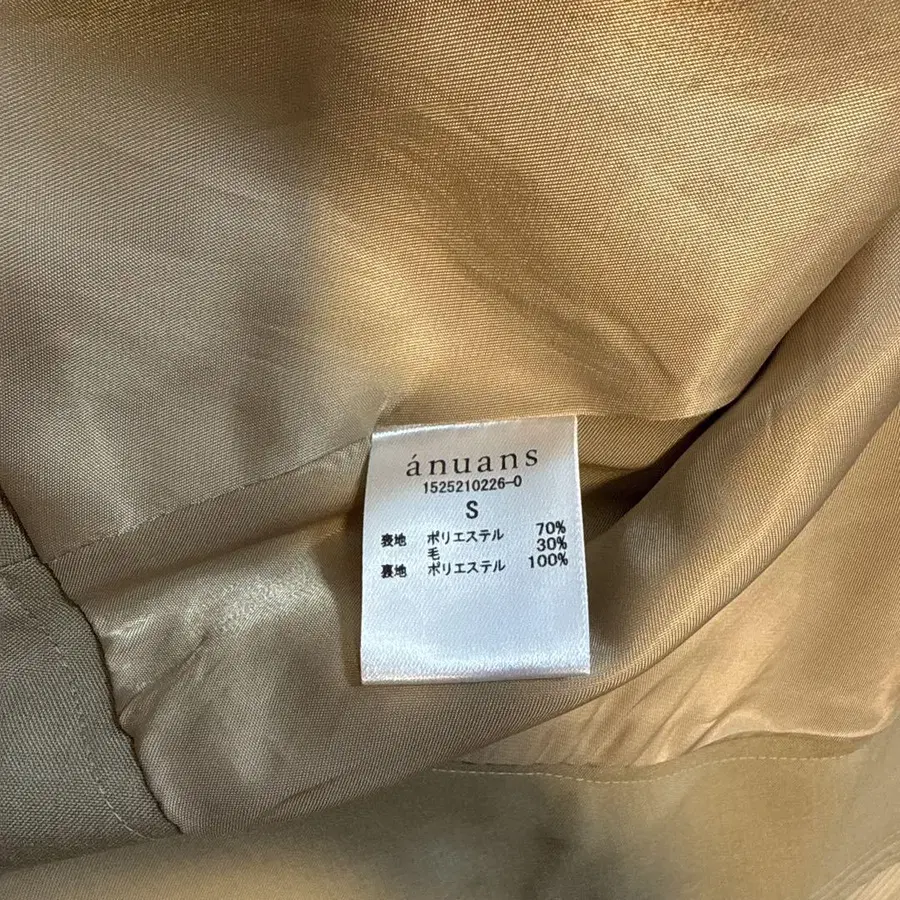 ánuans
1525210226-0
S
表地 ポリエステル 70%
毛 30%
裏地 ポリエステル 100%